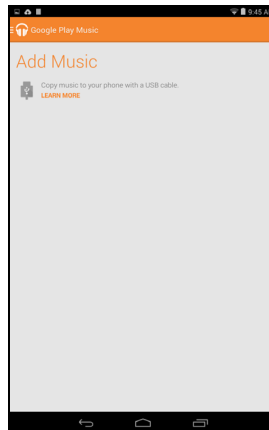 9:45 A
Google Play Music
Add Music
Copy music to your phone with a USB cable.
LEARN MORE